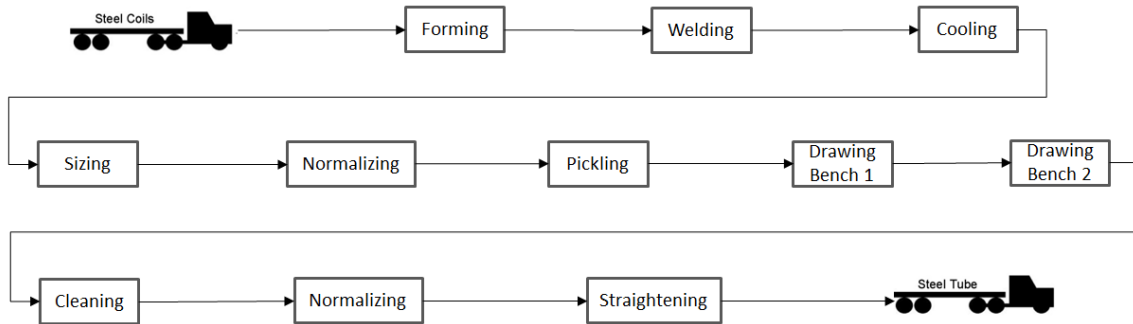 Steel Coils
Forming
Welding
Cooling
Sizing
Normalizing
Pickling
Drawing
Bench 1
Drawing
Bench 2
Cleaning
Normalizing
Straightening
Steel Tube